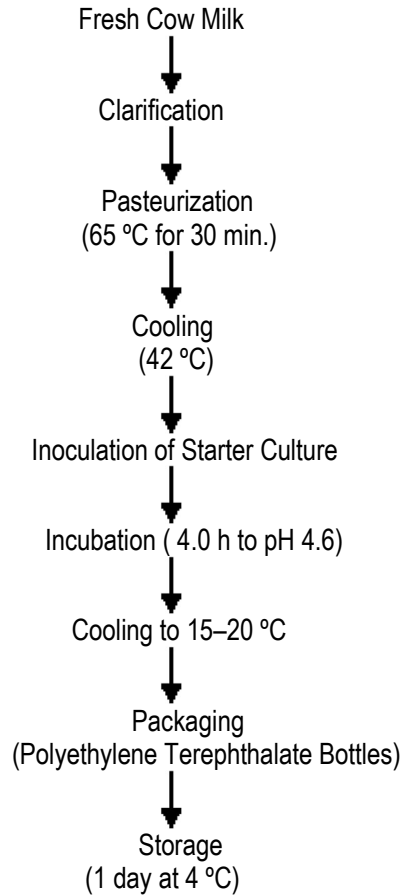 Fresh Cow Milk
Clarification
Pasteurization
(65 ºC for 30 min.)
Cooling
(42 ºC)
Inoculation of Starter Culture
Incubation ( 4.0 h to pH 4.6)
Cooling to 15–20 ºC
Packaging
(Polyethylene Terephthalate Bottles)
Storage
(1 day at 4 ºC)